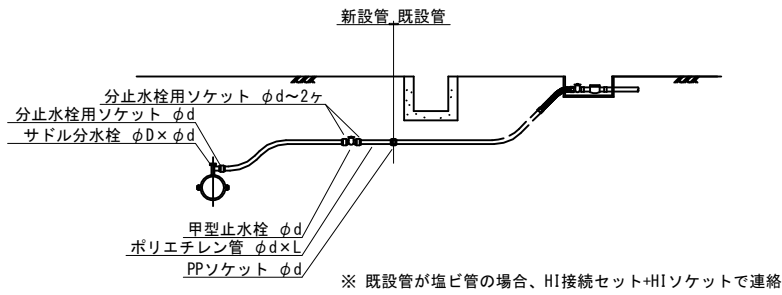 新設管 既設管
分止水栓用ソケット φd~2ヶ
分止水栓用ソケット φd
サドル分水栓 φD×φd
甲型止水栓 φd
ポリエチレン管 φd×L
PPソケット φd
※ 既設管が塩ビ管の場合、HI接続セット+HIソケットで連絡